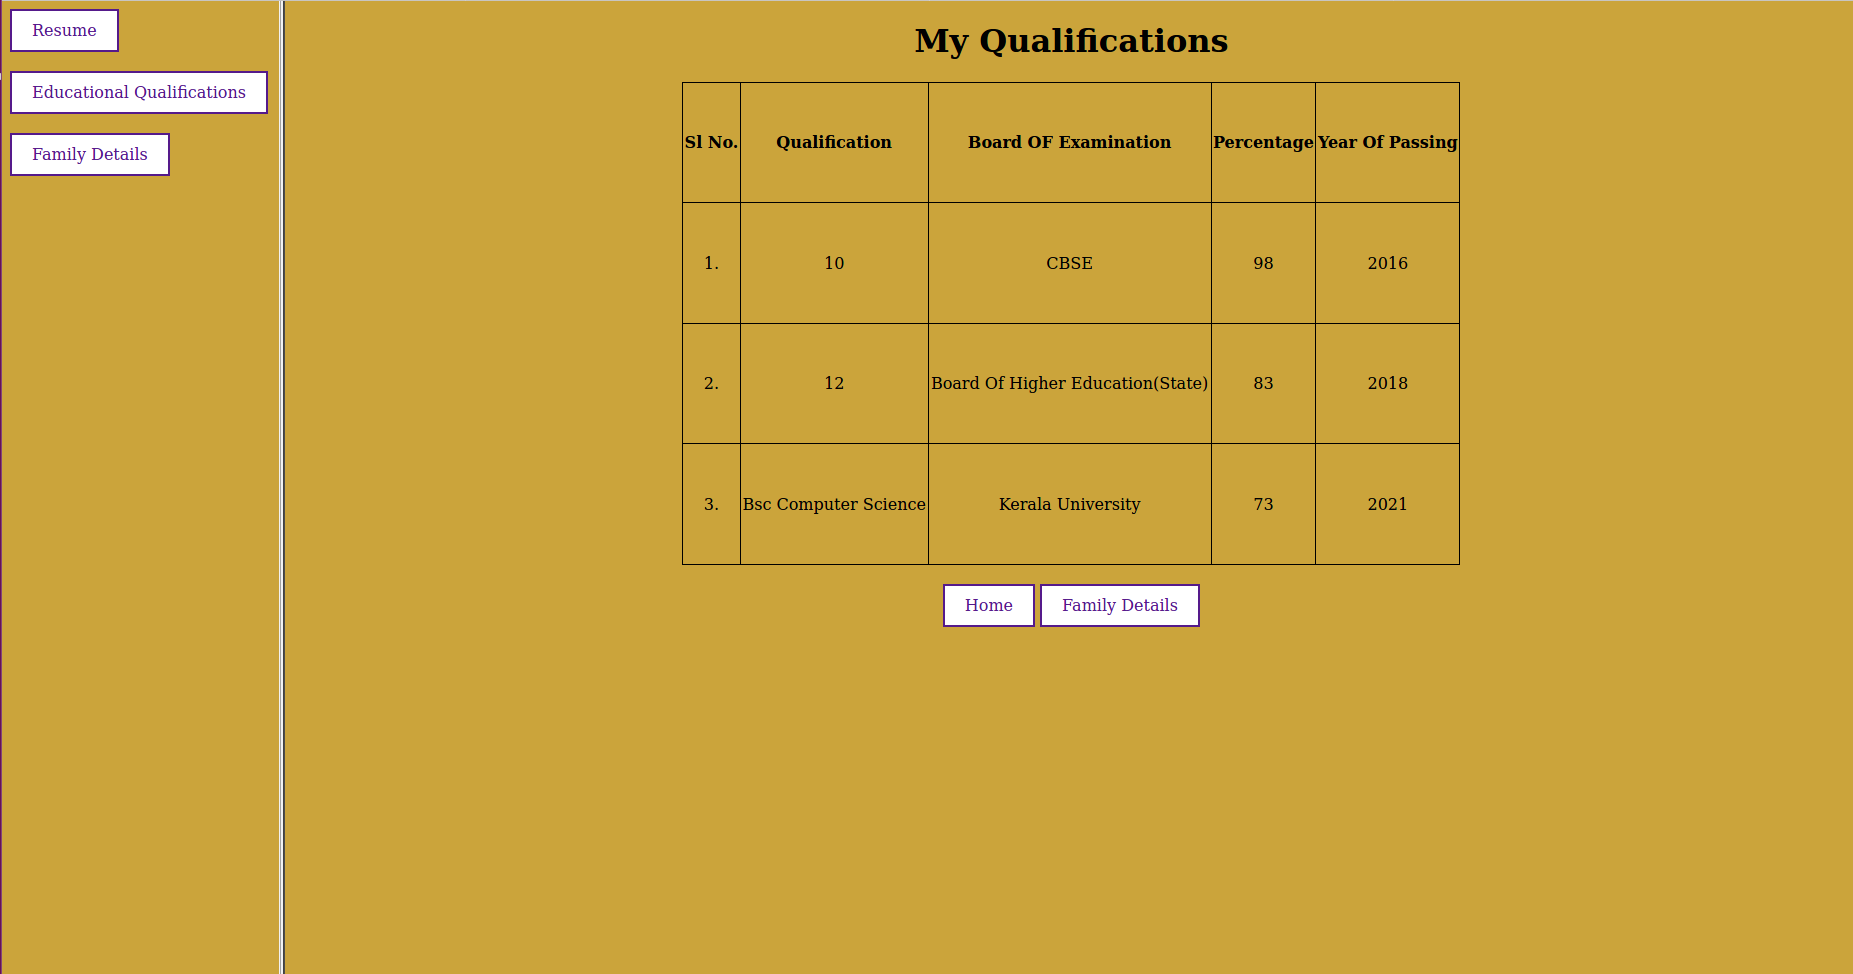 Resume
Educational Qualifications
Family Details
My Qualifications
Sl No. Qualification Board OF Examination Percentage Year Of Passing
1. 10 CBSE 98 2016
2. 12 Board Of Higher Education(State) 83 2018
3. Bsc Computer Science Kerala University 73 2021
Home Family Details